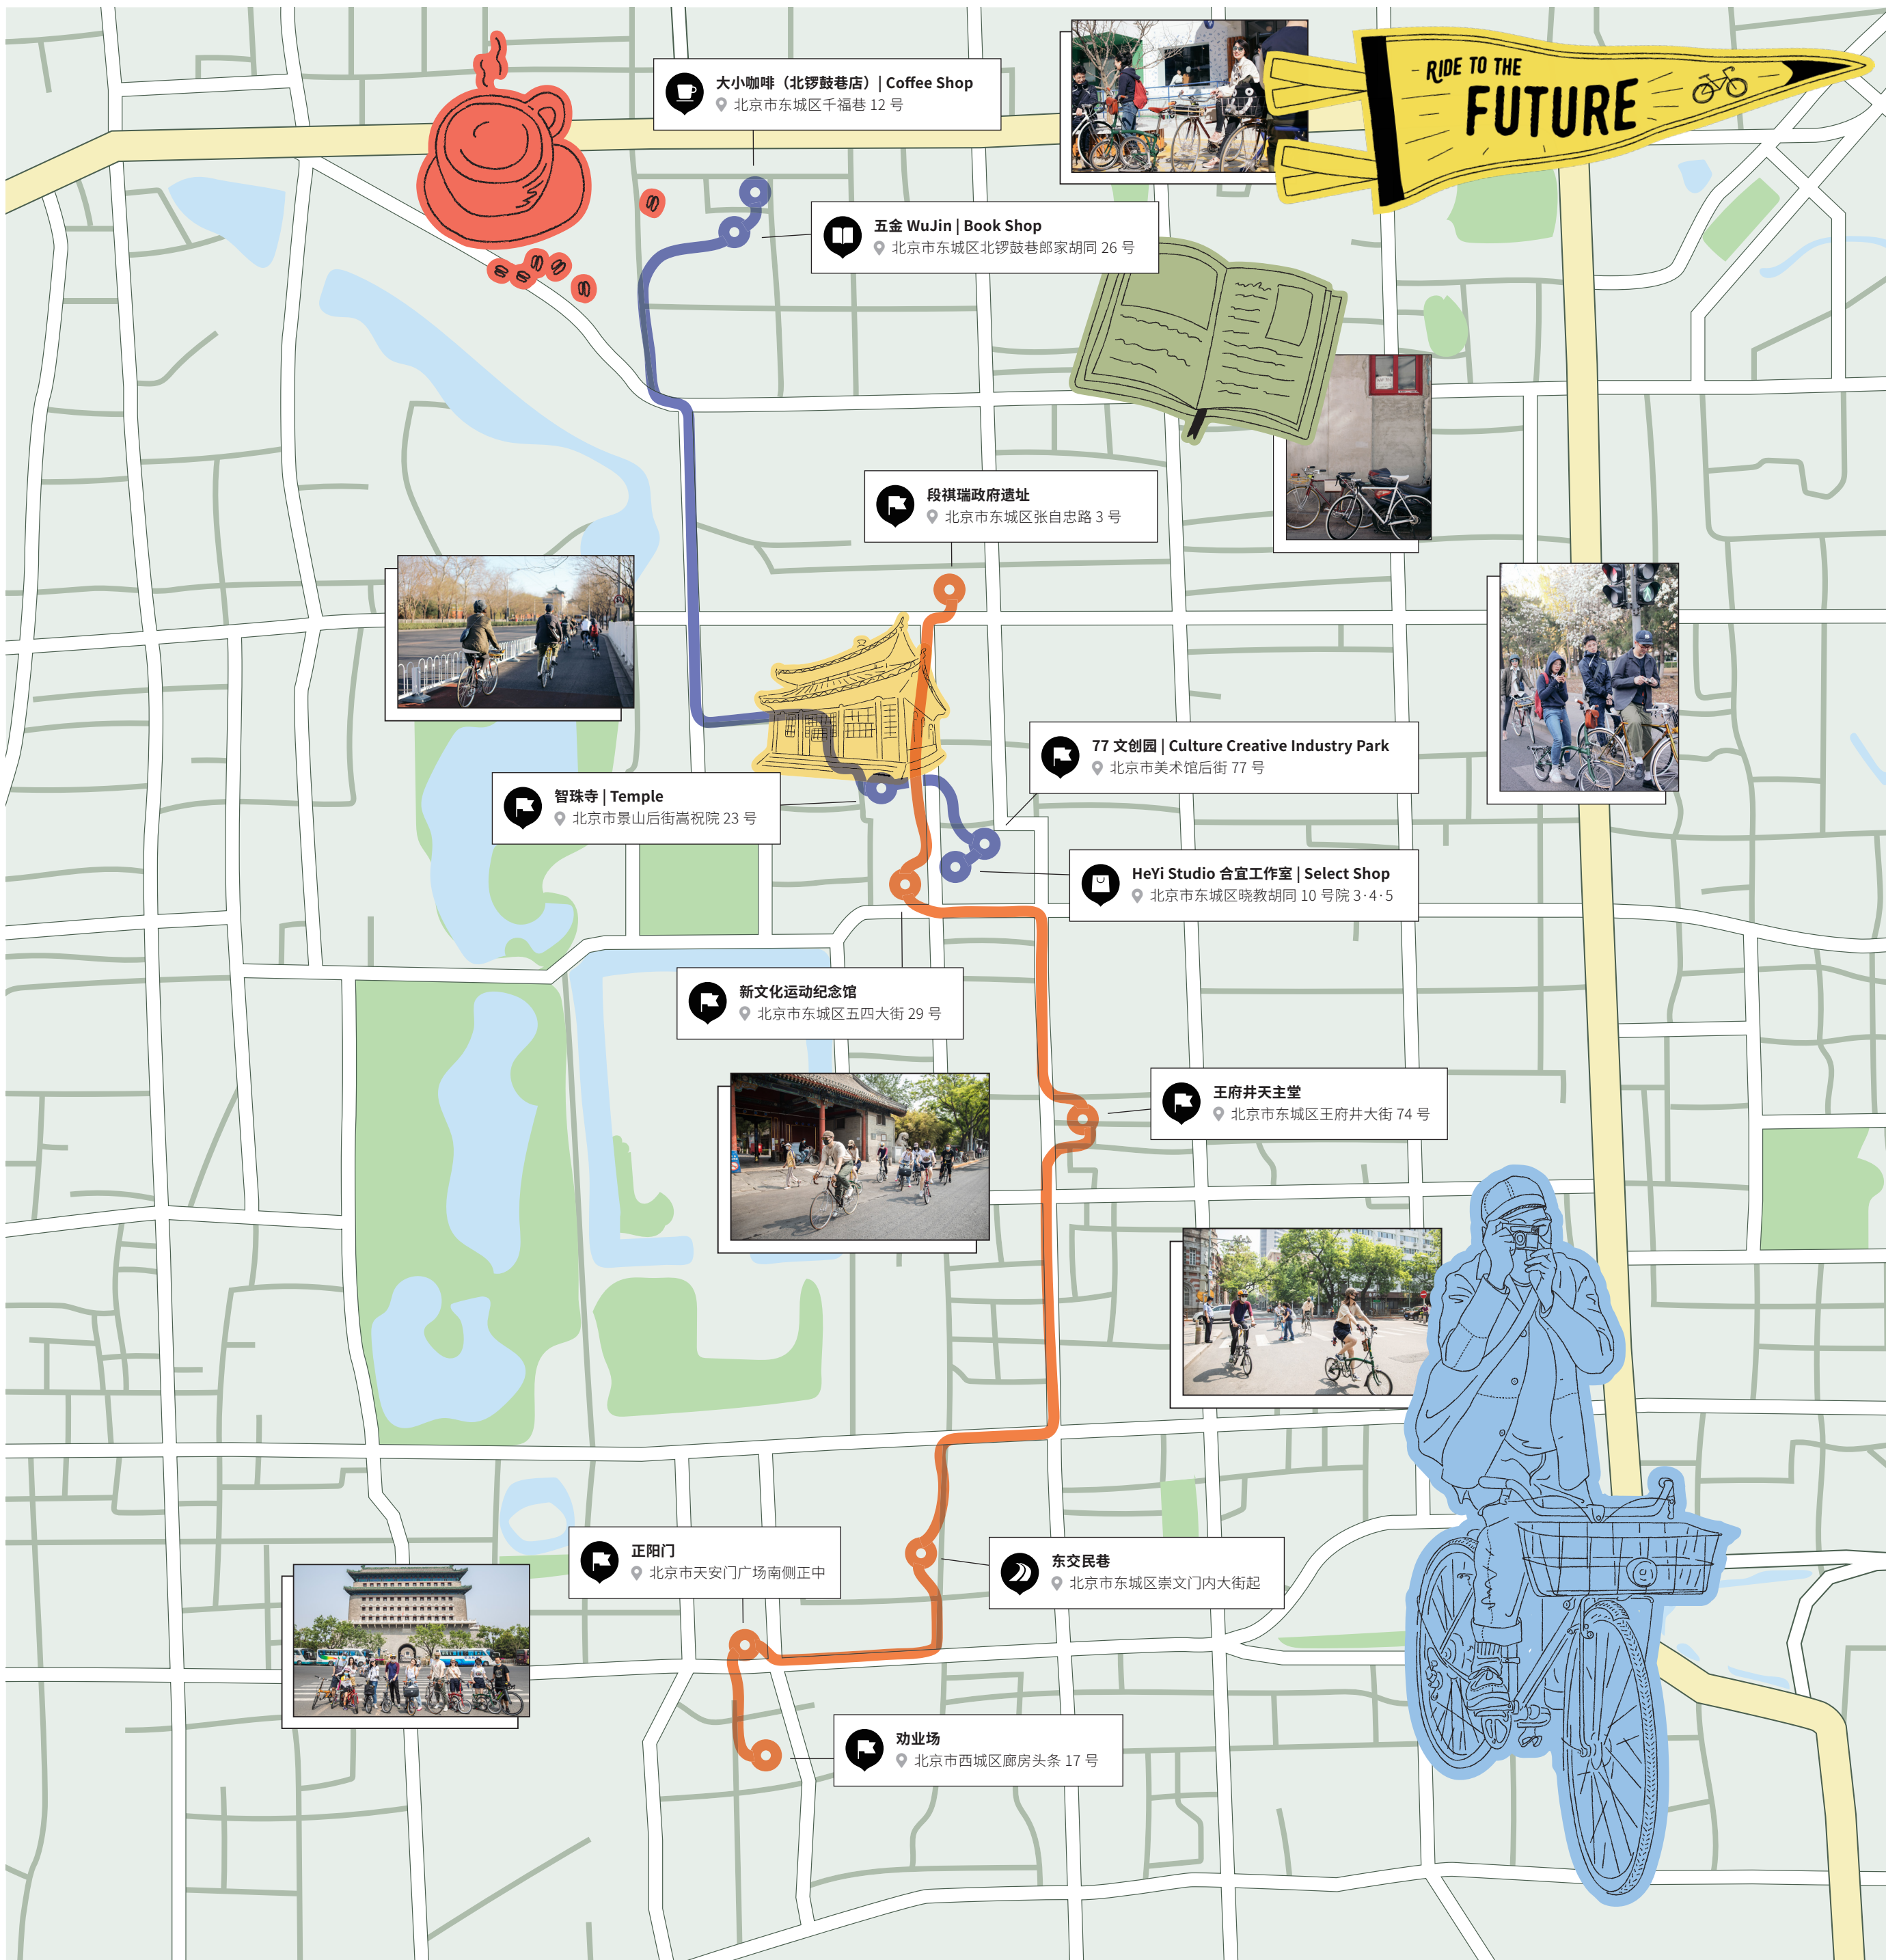 大小咖啡（北锣鼓巷店）| Coffee Shop
北京市东城区千福巷 12 号
RIDE TO THE
FUTURE
五金 WuJin | Book Shop
北京市东城区北锣鼓巷郎家胡同 26 号
段祺瑞政府遗址
北京市东城区张自忠路 3 号
77 文创园 | Culture Creative Industry Park
北京市美术馆后街 77 号
智珠寺 | Temple
北京市景山后街嵩祝院 23 号
HeYi Studio 合宜工作室 | Select Shop
北京市东城区晓教胡同 10 号院 3·4·5
新文化运动纪念馆
北京市东城区五四大街 29 号
王府井天主堂
北京市东城区王府井大街 74 号
正阳门
北京市天安门广场南侧正中
东交民巷
北京市东城区崇文门内大街起
劝业场
北京市西城区廊房头条 17 号